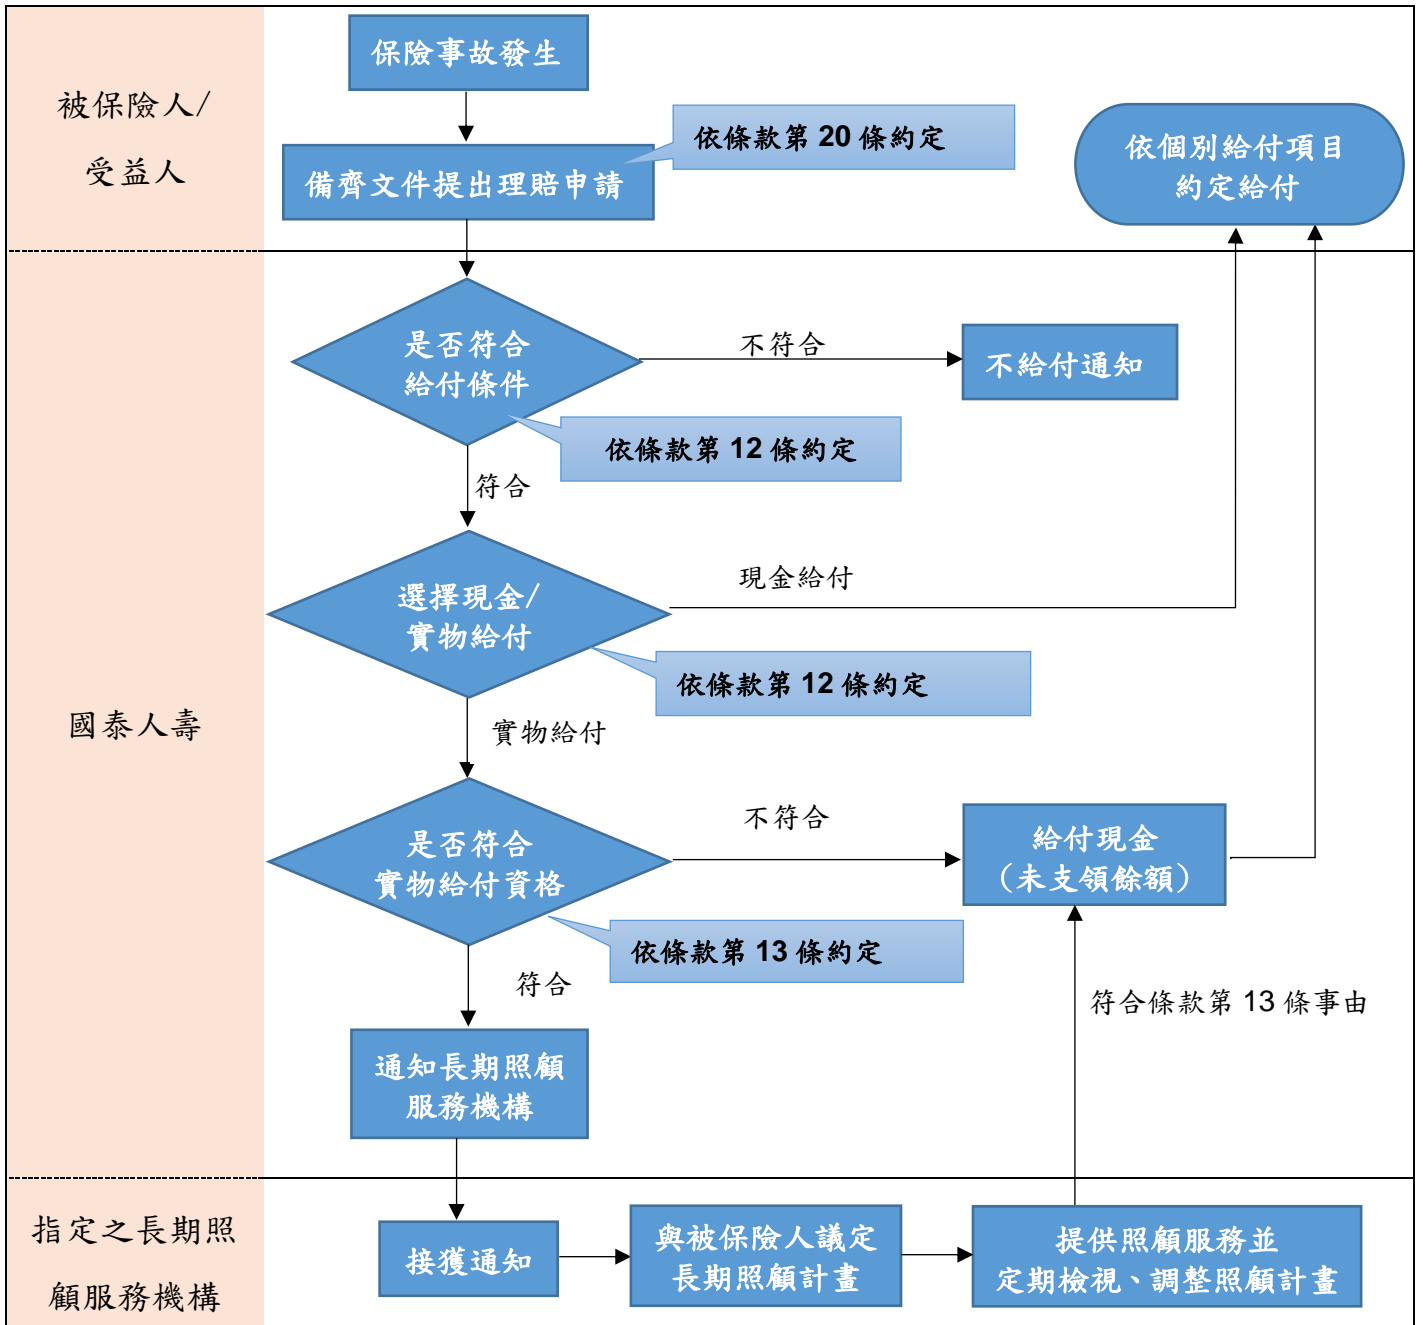 被保險人/
受益人
保險事故發生
依條款第 20 條約定
備齊文件提出理賠申請
依個別給付項目
約定給付
國泰人壽
是否符合
給付條件
不符合
不給付通知
依條款第 12 條約定
符合
選擇現金/
實物給付
現金給付
依條款第 12 條約定
實物給付
是否符合
實物給付資格
不符合
給付現金
(未支領餘額)
依條款第 13 條約定
符合
符合條款第 13 條事由
通知長期照顧
服務機構
指定之長期照
顧服務機構
接獲通知
與被保險人議定
長期照顧計畫
提供照顧服務並
定期檢視、調整照顧計畫